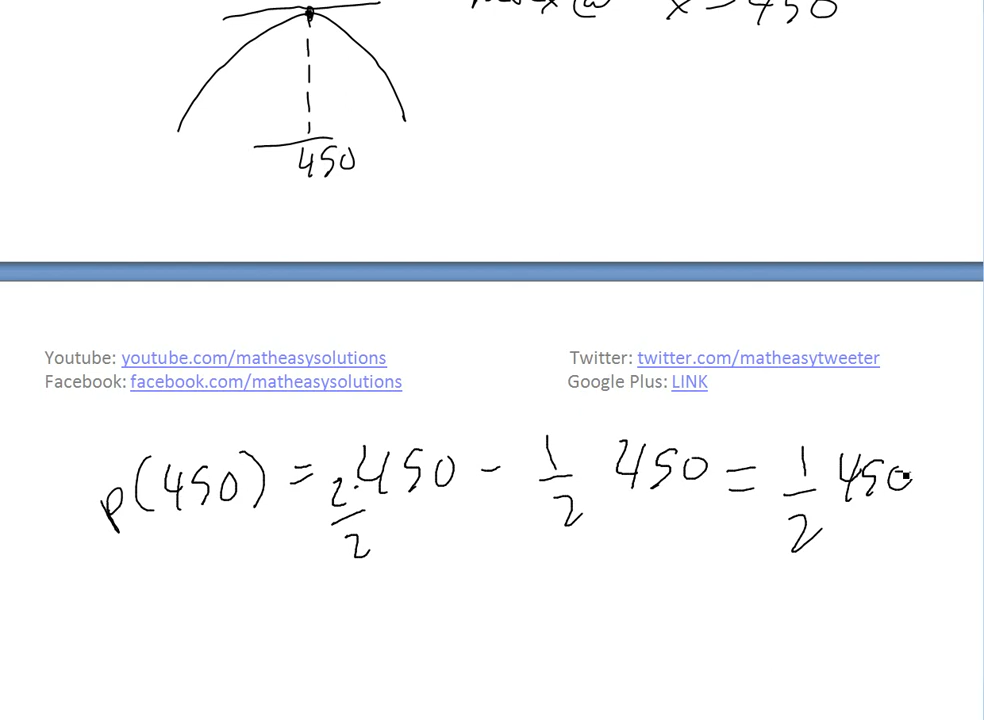 x = 450
450
Youtube: youtube.com/matheasysolutions Twitter: twitter.com/matheasytweeter
Facebook: facebook.com/matheasysolutions Google Plus: LINK
p(450) = 2/2·450 - 1/2 450 = 1/2 450